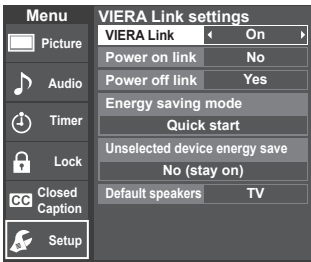 Menu
Picture
Audio
Timer
Lock
CC Closed
Caption
Setup
VIERA Link settings
VIERA Link On
Power on link No
Power off link Yes
Energy saving
mode
Quick start
Unselected device energy save
No (stay on)
Default speakers TV